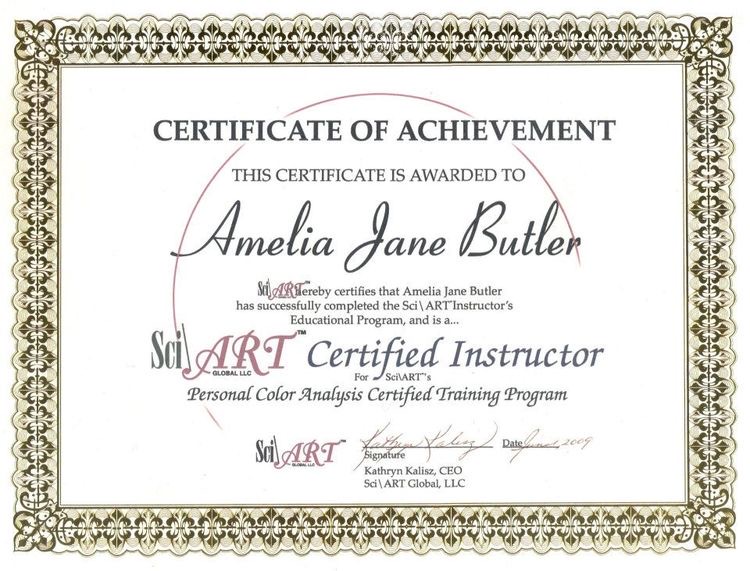 CERTIFICATE OF ACHIEVEMENT
THIS CERTIFICATE IS AWARDED TO
Amelia Jane Butler
Sci\ART™ hereby certifies that Amelia Jane Butler
has successfully completed the Sci\ART™ Instructor's
Educational Program, and is a...
Sci\ART™ Certified Instructor
GLOBAL LLC
For Sci\ART™'s
Personal Color Analysis Certified Training Program
Sci\ART™ Kathryn Kalisz Date 2009
GLOBAL LLC
Signature
Kathryn Kalisz, CEO
Sci\ART Global, LLC